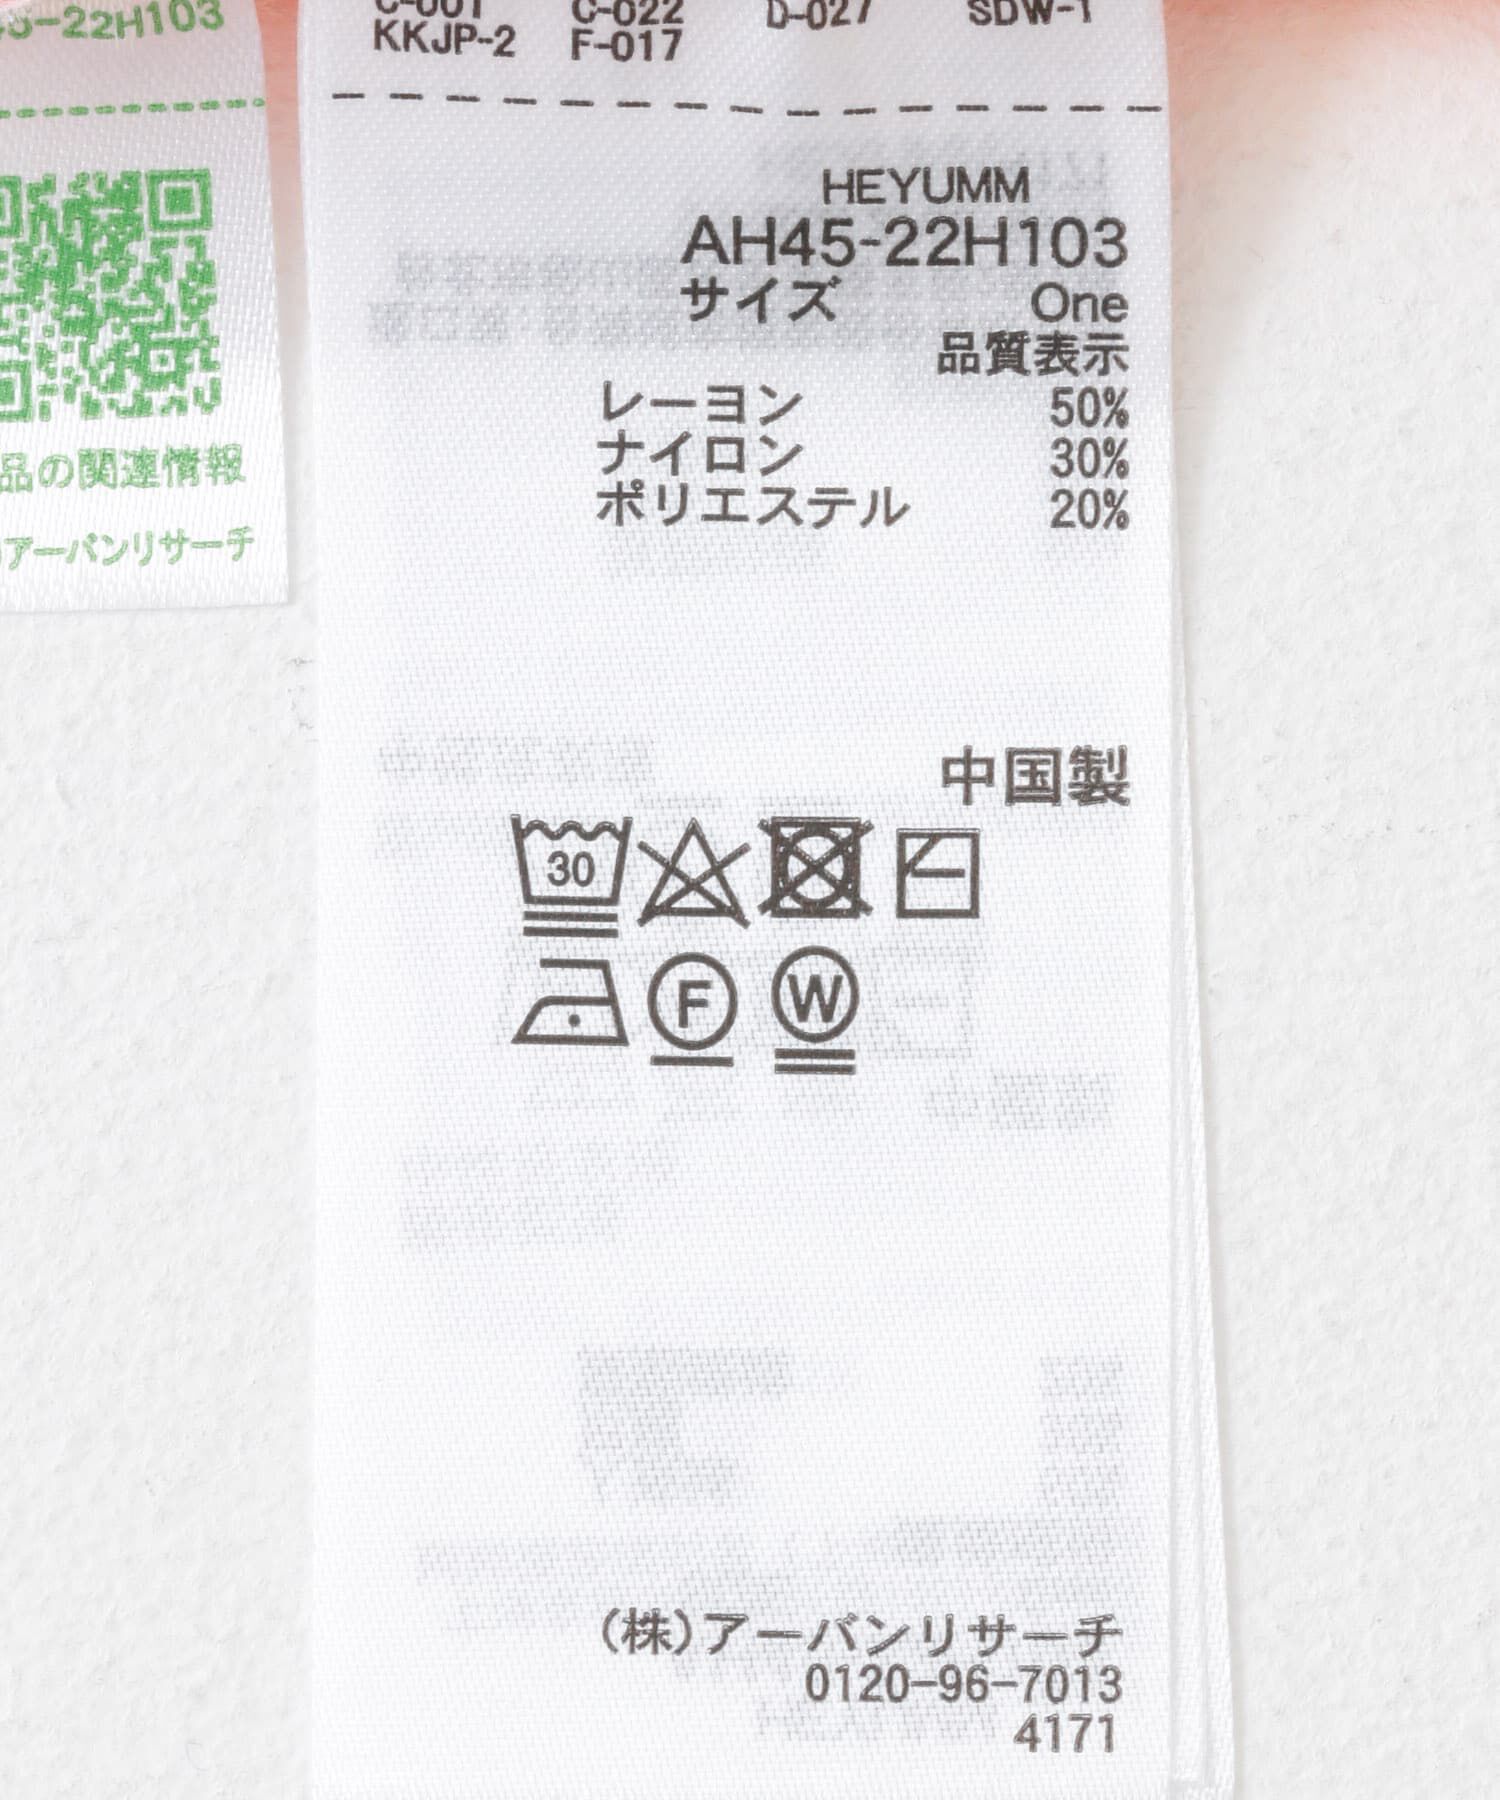 5-22H103
品の関連情報
アーバンリサーチ
C-001 C-022 D-027 SDW-1
KKJP-2 F-017
HEYUMM
AH45-22H103
サイズ One
品質表示
レーヨン 50%
ナイロン 30%
ポリエステル 20%
中国製
30
F W
(株)アーバンリサーチ
0120-96-7013
4171